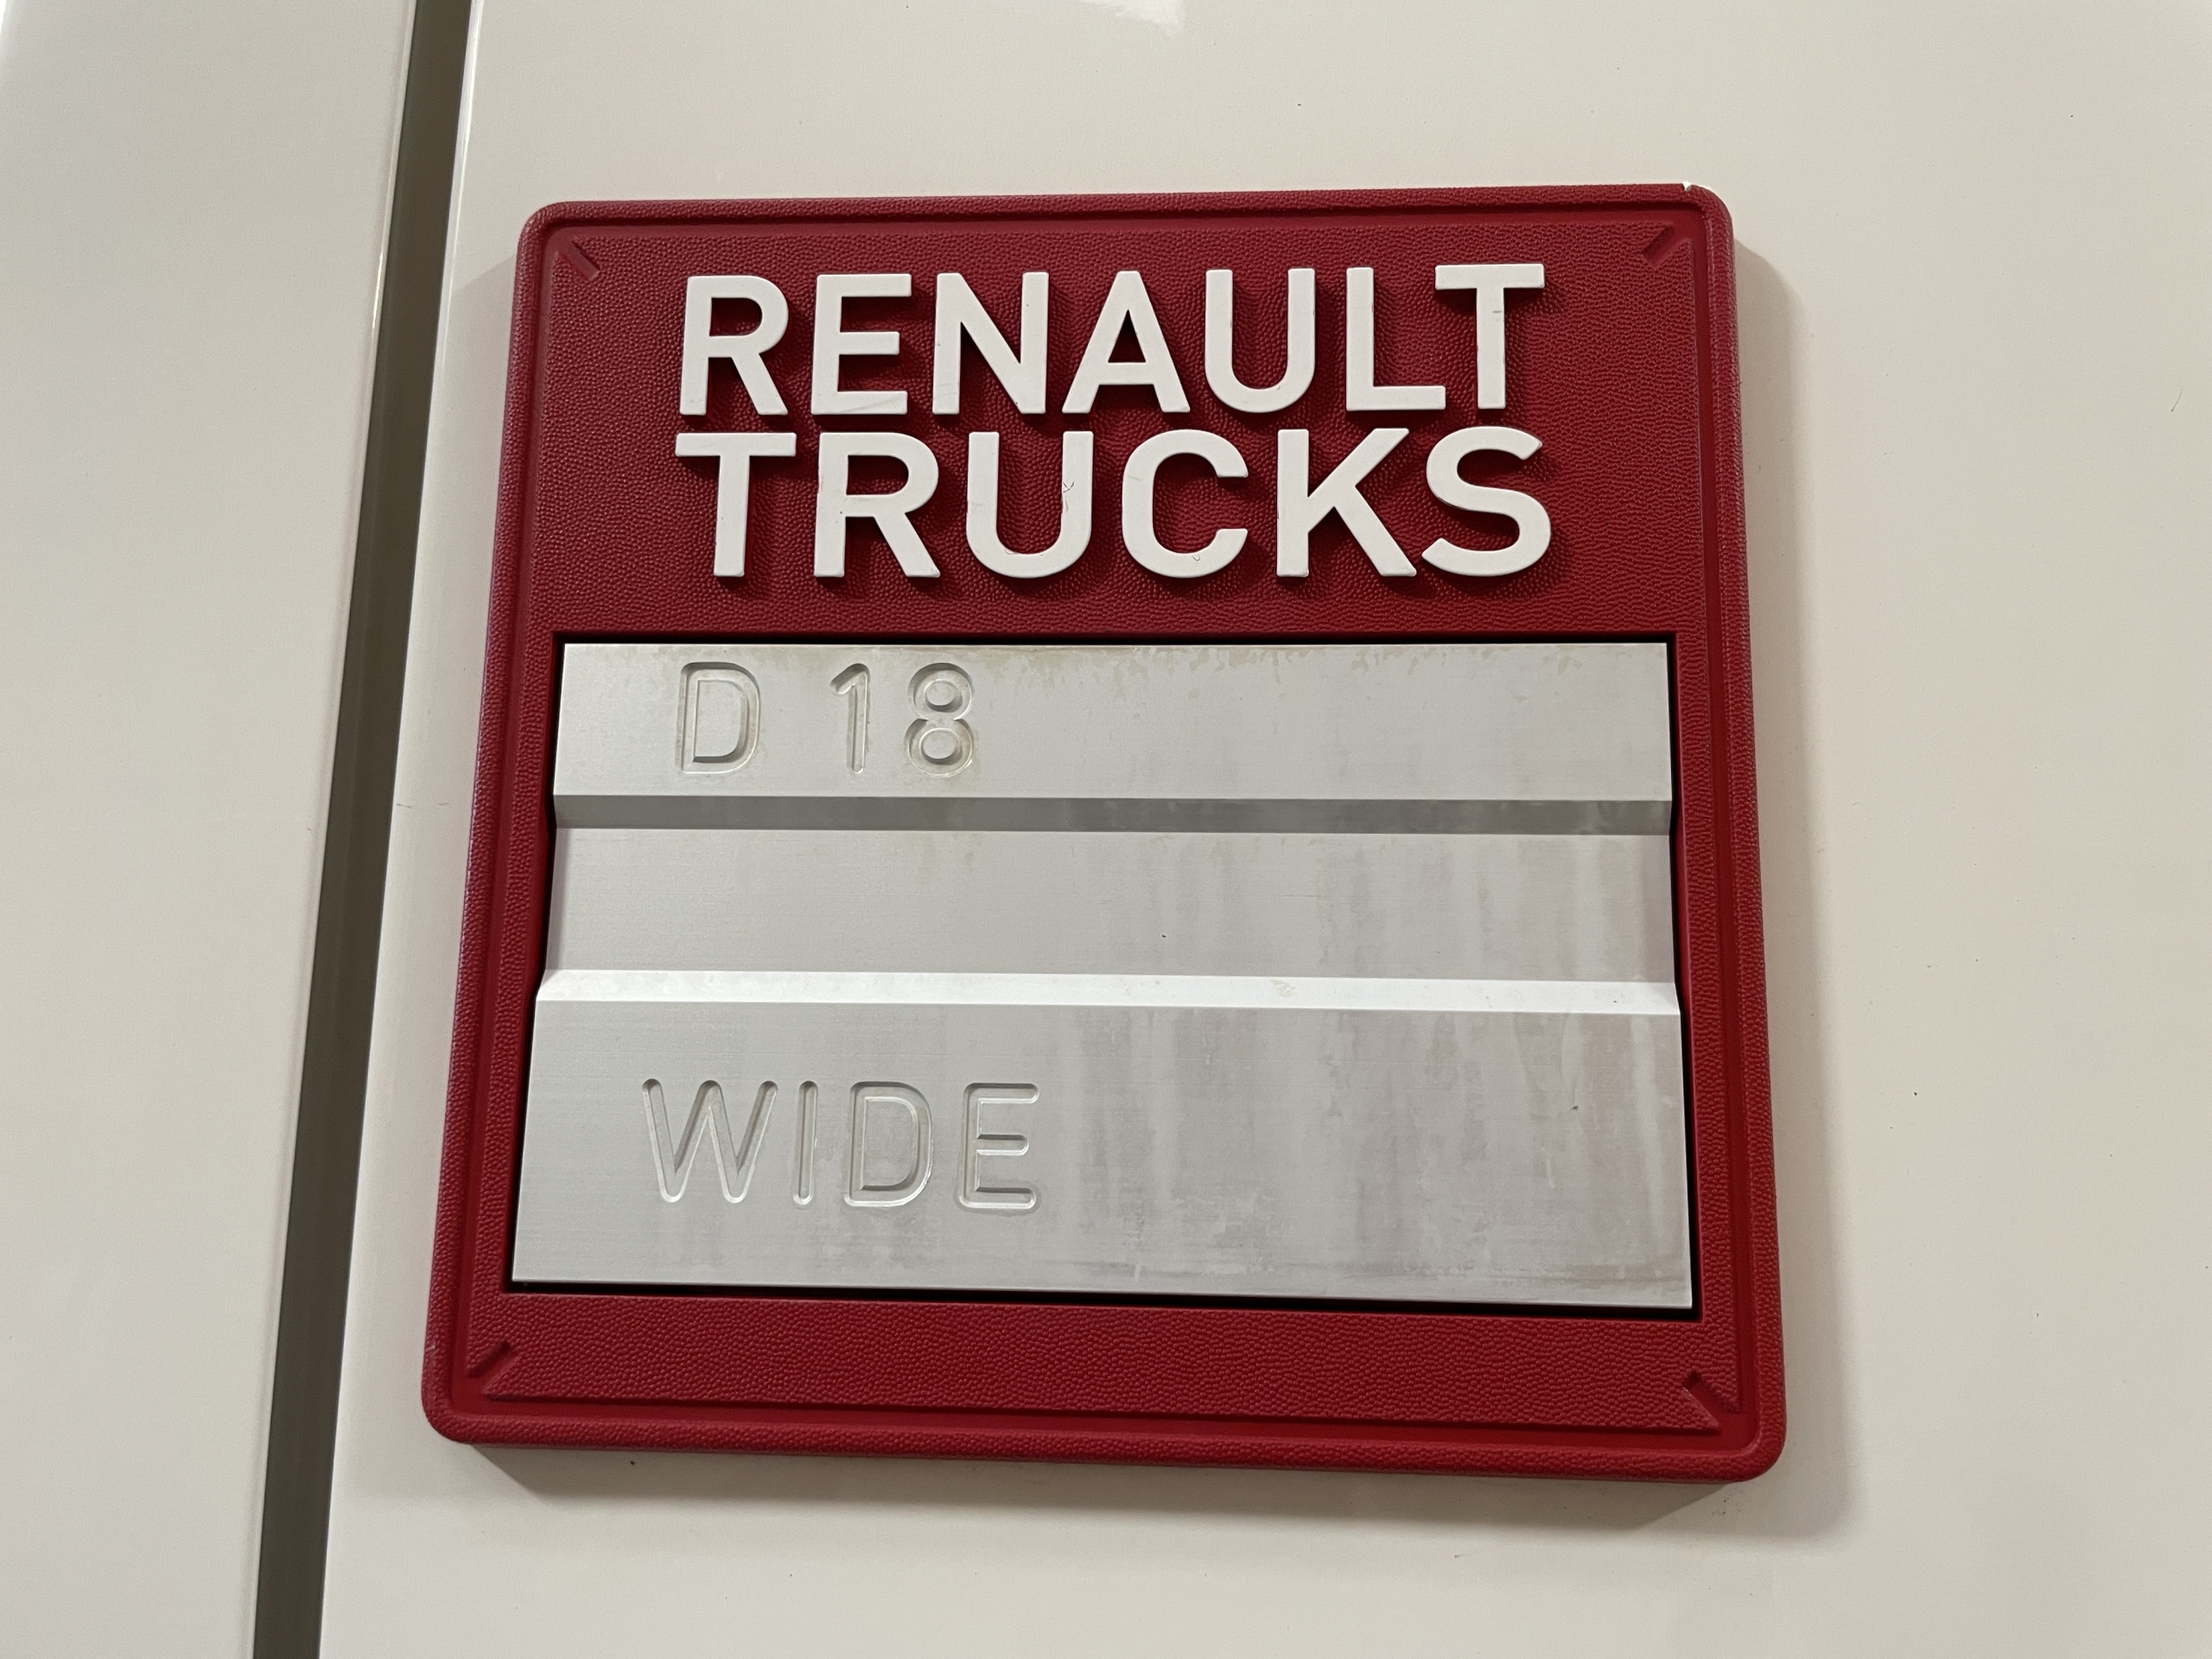 RENAULT
TRUCKS
D 18
WIDE